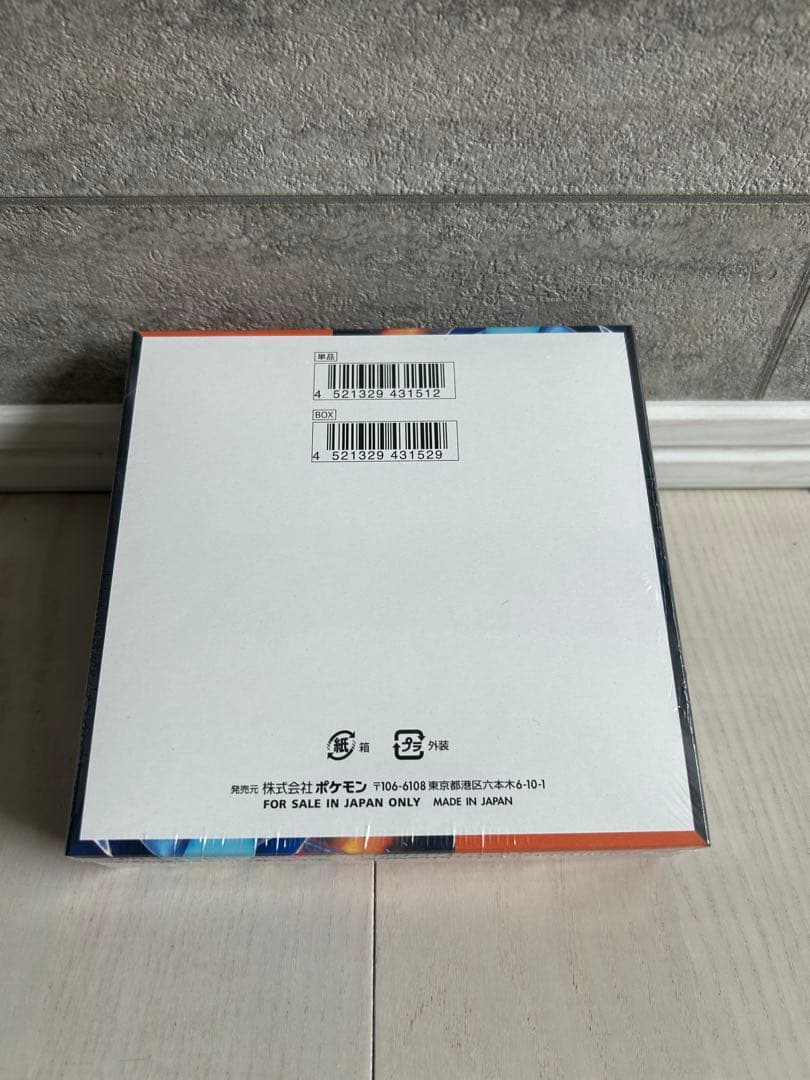 単品
4 521329 431512
BOX
4 521329 431529
紙 箱 プラ 外装
発売元 株式会社 ポケモン 〒106-6108 東京都港区六本木6-10-1
FOR SALE IN JAPAN ONLY MADE IN JAPAN